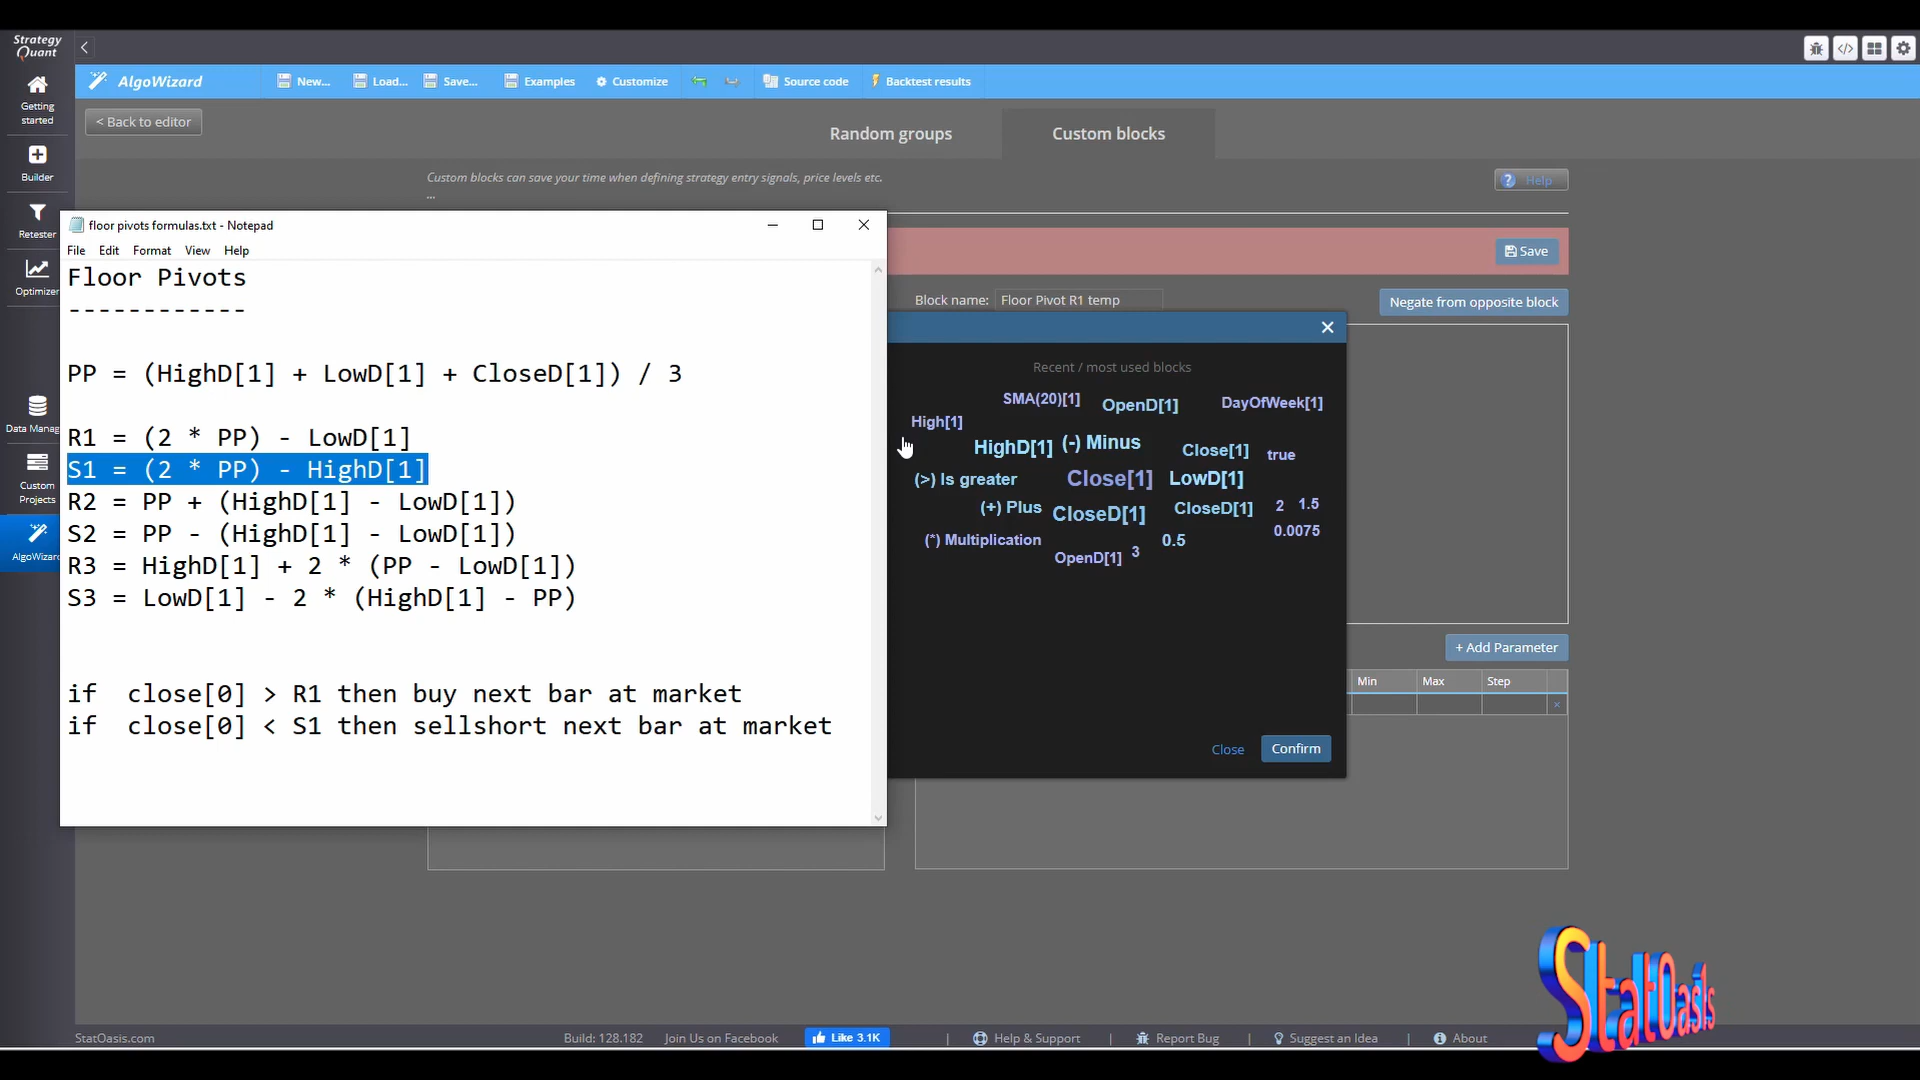 Strategy
Quant
AlgoWizard
New...
Load...
Save...
Examples
Customize
Source code
Backtest results
Getting
started
Builder
Retester
Optimizer
Data Manag
Custom
Projects
AlgoWizard
< Back to editor
Random groups
Custom blocks
Custom blocks can save your time when defining strategy entry signals, price levels etc.
...
? Help
Save
Block name:
Floor Pivot R1 temp
Negate from opposite block
floor pivots formulas.txt - Notepad
File Edit Format View Help
Floor Pivots
------------
PP = (HighD[1] + LowD[1] + CloseD[1]) / 3
R1 = (2 * PP) - LowD[1]
S1 = (2 * PP) - HighD[1]
R2 = PP + (HighD[1] - LowD[1])
S2 = PP - (HighD[1] - LowD[1])
R3 = HighD[1] + 2 * (PP - LowD[1])
S3 = LowD[1] - 2 * (HighD[1] - PP)
if  close[0] > R1 then buy next bar at market
if  close[0] < S1 then sellshort next bar at market
Recent / most used blocks
SMA(20)[1]
OpenD[1]
DayOfWeek[1]
High[1]
HighD[1]
(-) Minus
Close[1]
true
(>) Is greater
Close[1]
LowD[1]
(+) Plus
CloseD[1]
CloseD[1]
2
1.5
0.0075
(*) Multiplication
OpenD[1]
3
0.5
Close
Confirm
+ Add Parameter
Min
Max
Step
StatOasis.com
Build: 128.182
Join Us on Facebook
Like 3.1K
Help & Support
Report Bug
Suggest an Idea
About
StatOasis